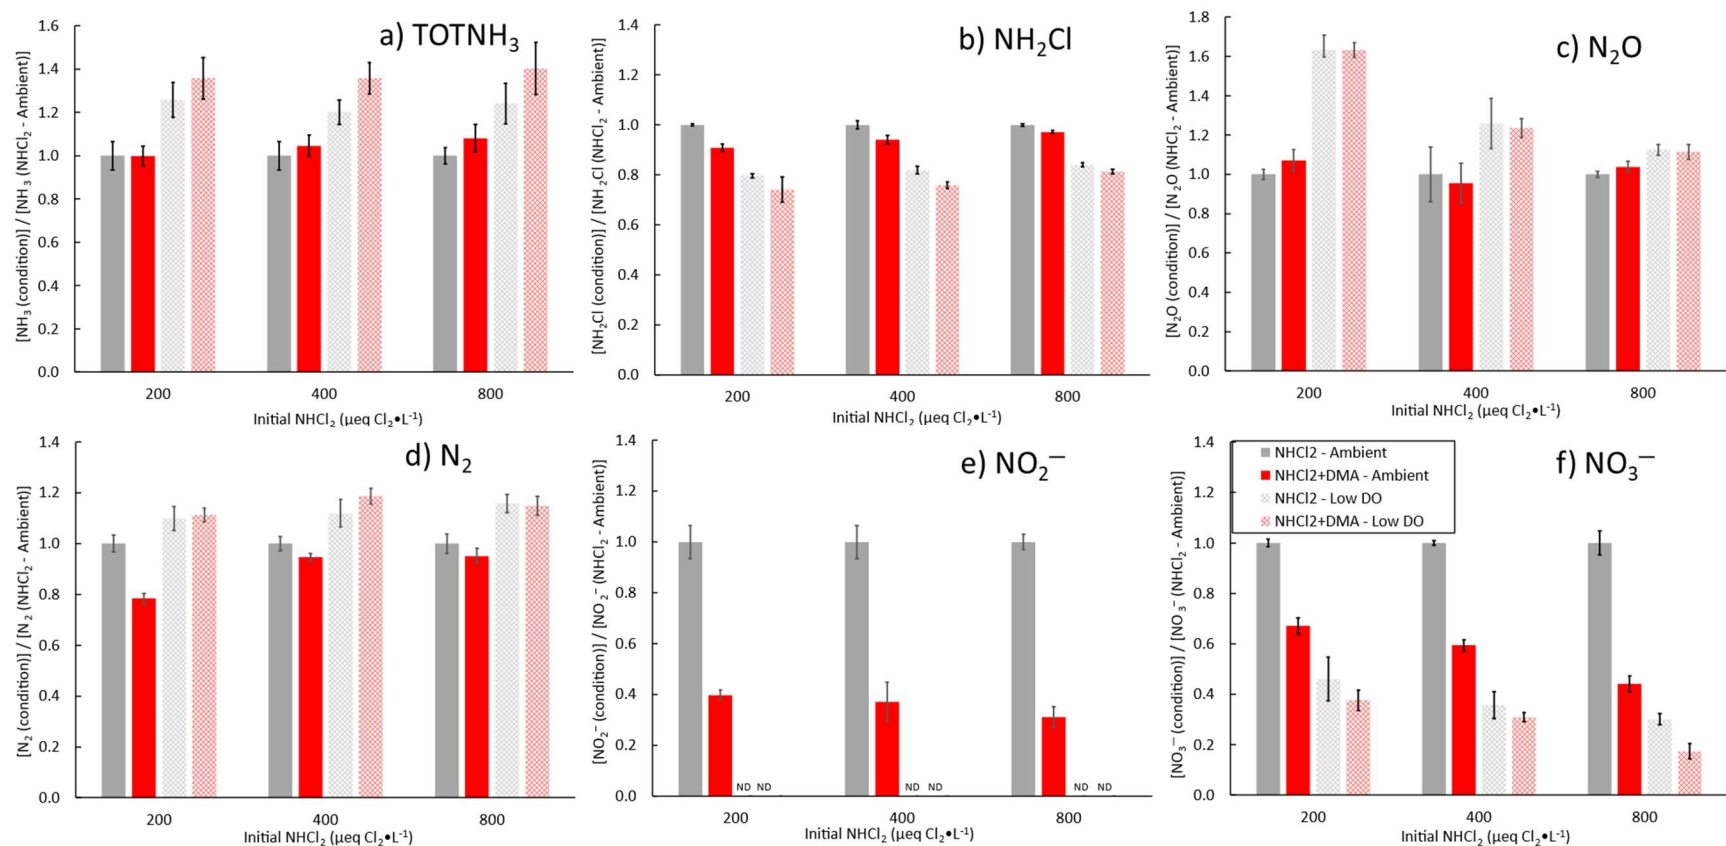 a) TOTNH₃
[NH₃ (condition)] / [NH₃ (NHCl₂ - Ambient)]
1.6
1.4
1.2
1.0
0.8
0.6
0.4
0.2
0.0
200
400
800
Initial NHCl₂ (µeq Cl₂•L⁻¹)
b) NH₂Cl
[NH₂Cl (condition)] / [NH₂Cl (NHCl₂ - Ambient)]
1.4
1.2
1.0
0.8
0.6
0.4
0.2
0.0
200
400
800
Initial NHCl₂ (µeq Cl₂•L⁻¹)
c) N₂O
[N₂O (condition)] / [N₂O (NHCl₂ - Ambient)]
1.8
1.6
1.4
1.2
1.0
0.8
0.6
0.4
0.2
0.0
200
400
800
Initial NHCl₂ (µeq Cl₂•L⁻¹)
d) N₂
[N₂ (condition)] / [N₂ (NHCl₂ - Ambient)]
1.4
1.2
1.0
0.8
0.6
0.4
0.2
0.0
200
400
800
Initial NHCl₂ (µeq Cl₂•L⁻¹)
e) NO₂⁻
[NO₂⁻ (condition)] / [NO₂⁻ (NHCl₂ - Ambient)]
1.4
1.2
1.0
0.8
0.6
0.4
0.2
0.0
ND ND
ND ND
ND ND
200
400
800
Initial NHCl₂ (µeq Cl₂•L⁻¹)
f) NO₃⁻
NHCl2 - Ambient
NHCl2+DMA - Ambient
NHCl2 - Low DO
NHCl2+DMA - Low DO
[NO₃⁻ (condition)] / [NO₃⁻ (NHCl₂ - Ambient)]
1.4
1.2
1.0
0.8
0.6
0.4
0.2
0.0
200
400
800
Initial NHCl₂ (µeq Cl₂•L⁻¹)